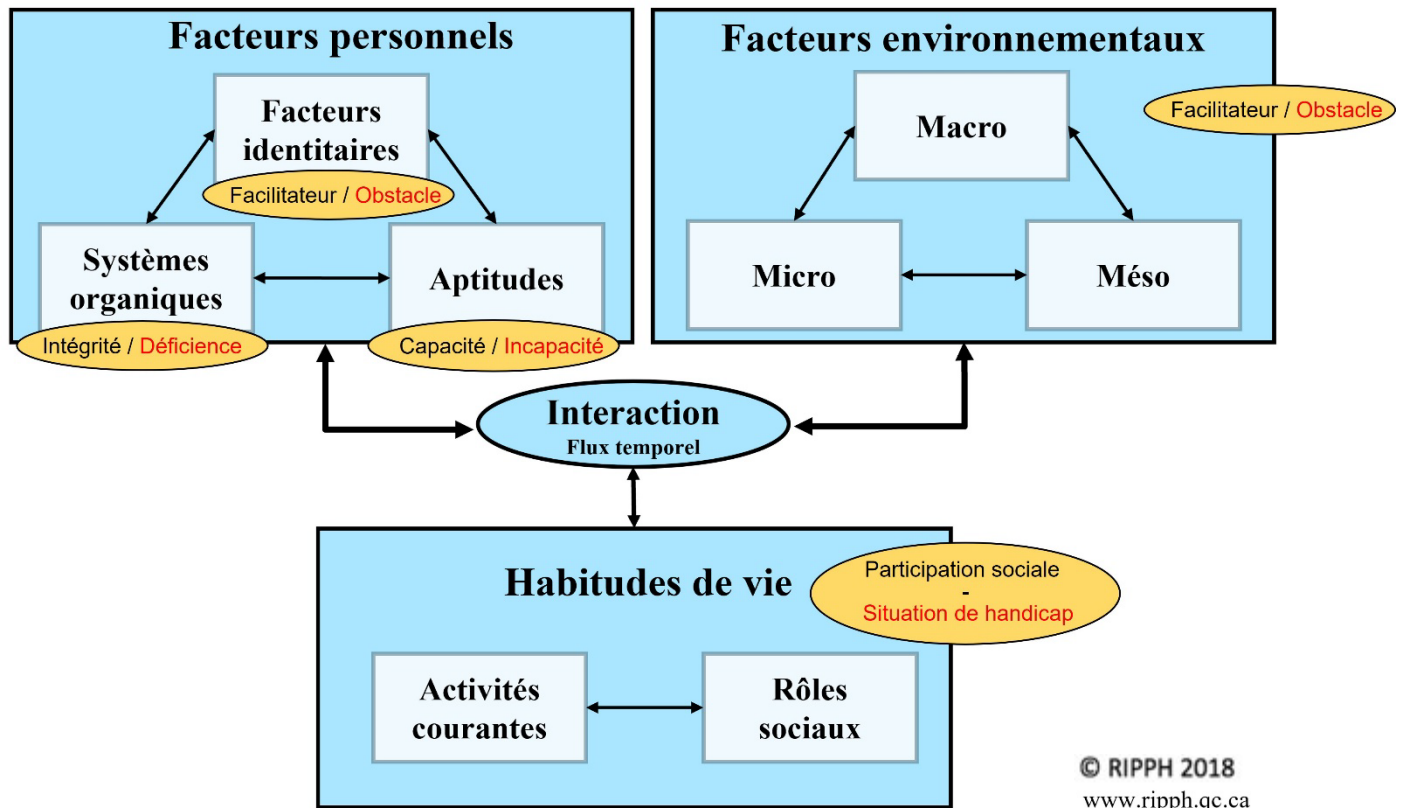 Facteurs personnels
Facteurs
identitaires
Facilitateur / Obstacle
Systèmes
organiques
Intégrité / Déficience
Aptitudes
Capacité / Incapacité
Facteurs environnementaux
Macro
Facilitateur / Obstacle
Micro
Méso
Interaction
Flux temporel
Habitudes de vie
Participation sociale
-
Situation de handicap
Activités
courantes
Rôles
sociaux
© RIPPH 2018
www.ripph.qc.ca